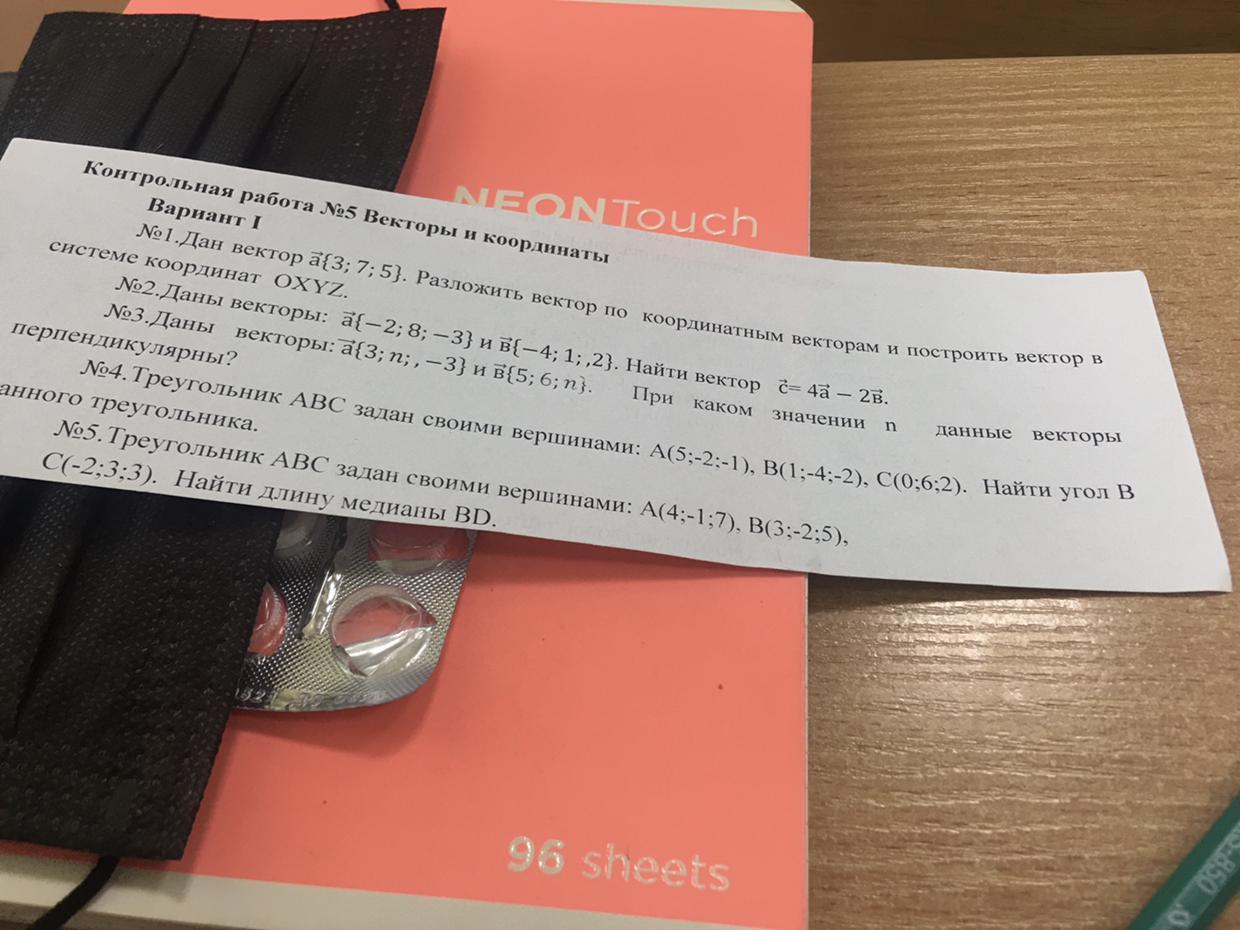 NEONTouch
Контрольная работа №5 Векторы и координаты
Вариант I
№1.Дан вектор a⃗{3; 7; 5}. Разложить вектор по координатным векторам и построить вектор в
системе координат OXYZ.
№2.Даны векторы: a⃗{−2; 8; −3} и в⃗{−4; 1; ,2}. Найти вектор c⃗= 4a⃗ − 2в⃗.
№3.Даны векторы: a⃗{3; n; , −3} и в⃗{5; 6; n}. При каком значении n данные векторы
перпендикулярны?
№4.Треугольник АВС задан своими вершинами: А(5;-2;-1), В(1;-4;-2), С(0;6;2). Найти угол В
анного треугольника.
№5.Треугольник АВС задан своими вершинами: А(4;-1;7), В(3;-2;5),
С(-2;3;3). Найти длину медианы BD.
96 sheets